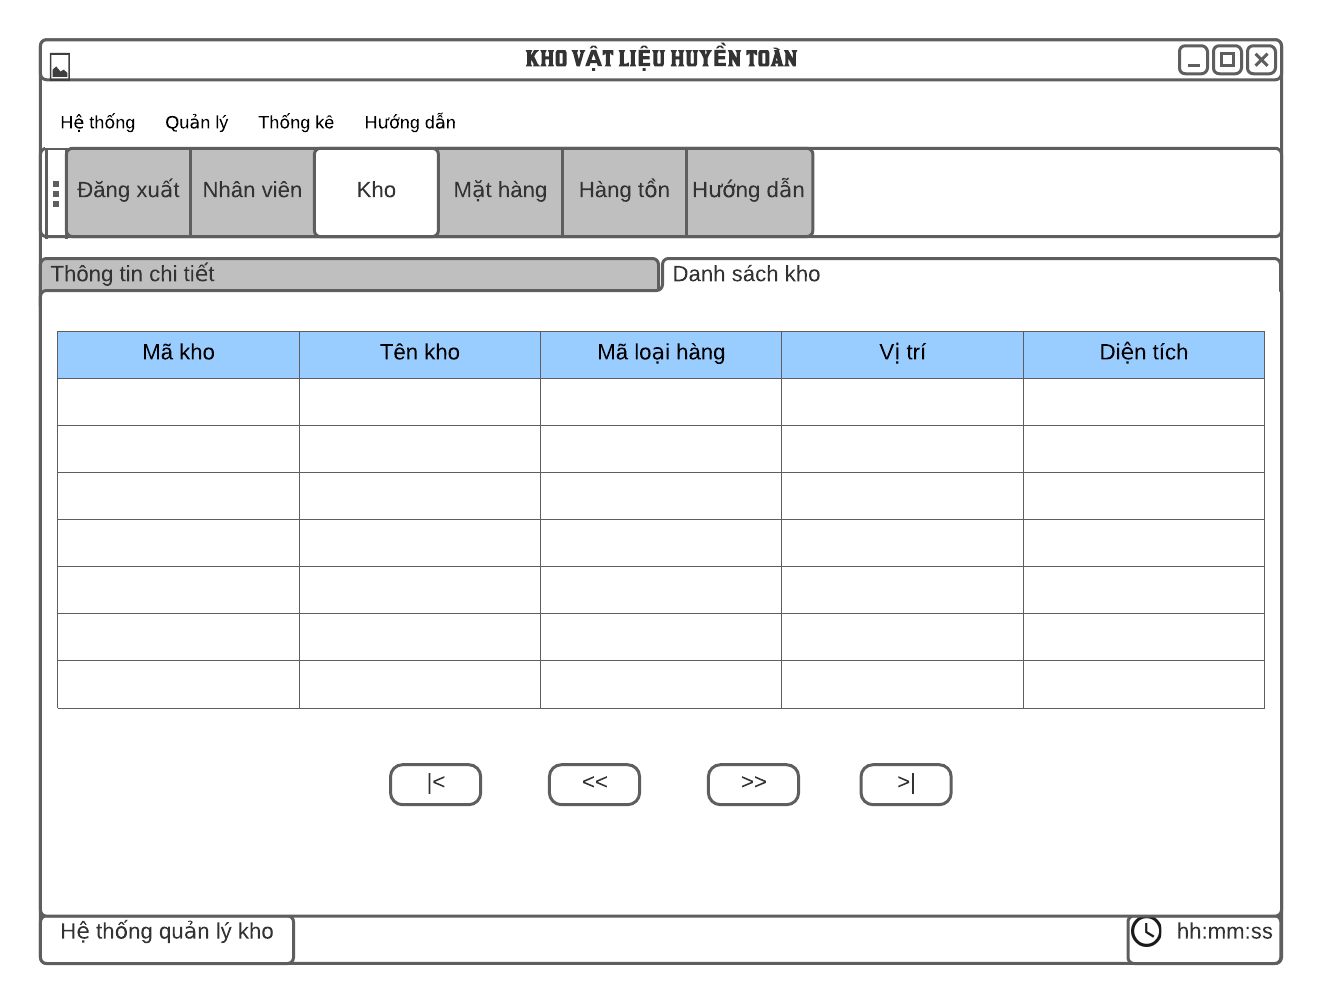 KHO VẬT LIỆU HUYỀN TOÀN
Hệ thống Quản lý Thống kê Hướng dẫn
Đăng xuất Nhân viên Kho Mặt hàng Hàng tồn Hướng dẫn
Thông tin chi tiết Danh sách kho
Mã kho Tên kho Mã loại hàng Vị trí Diện tích
|< << >> >|
Hệ thống quản lý kho hh:mm:ss